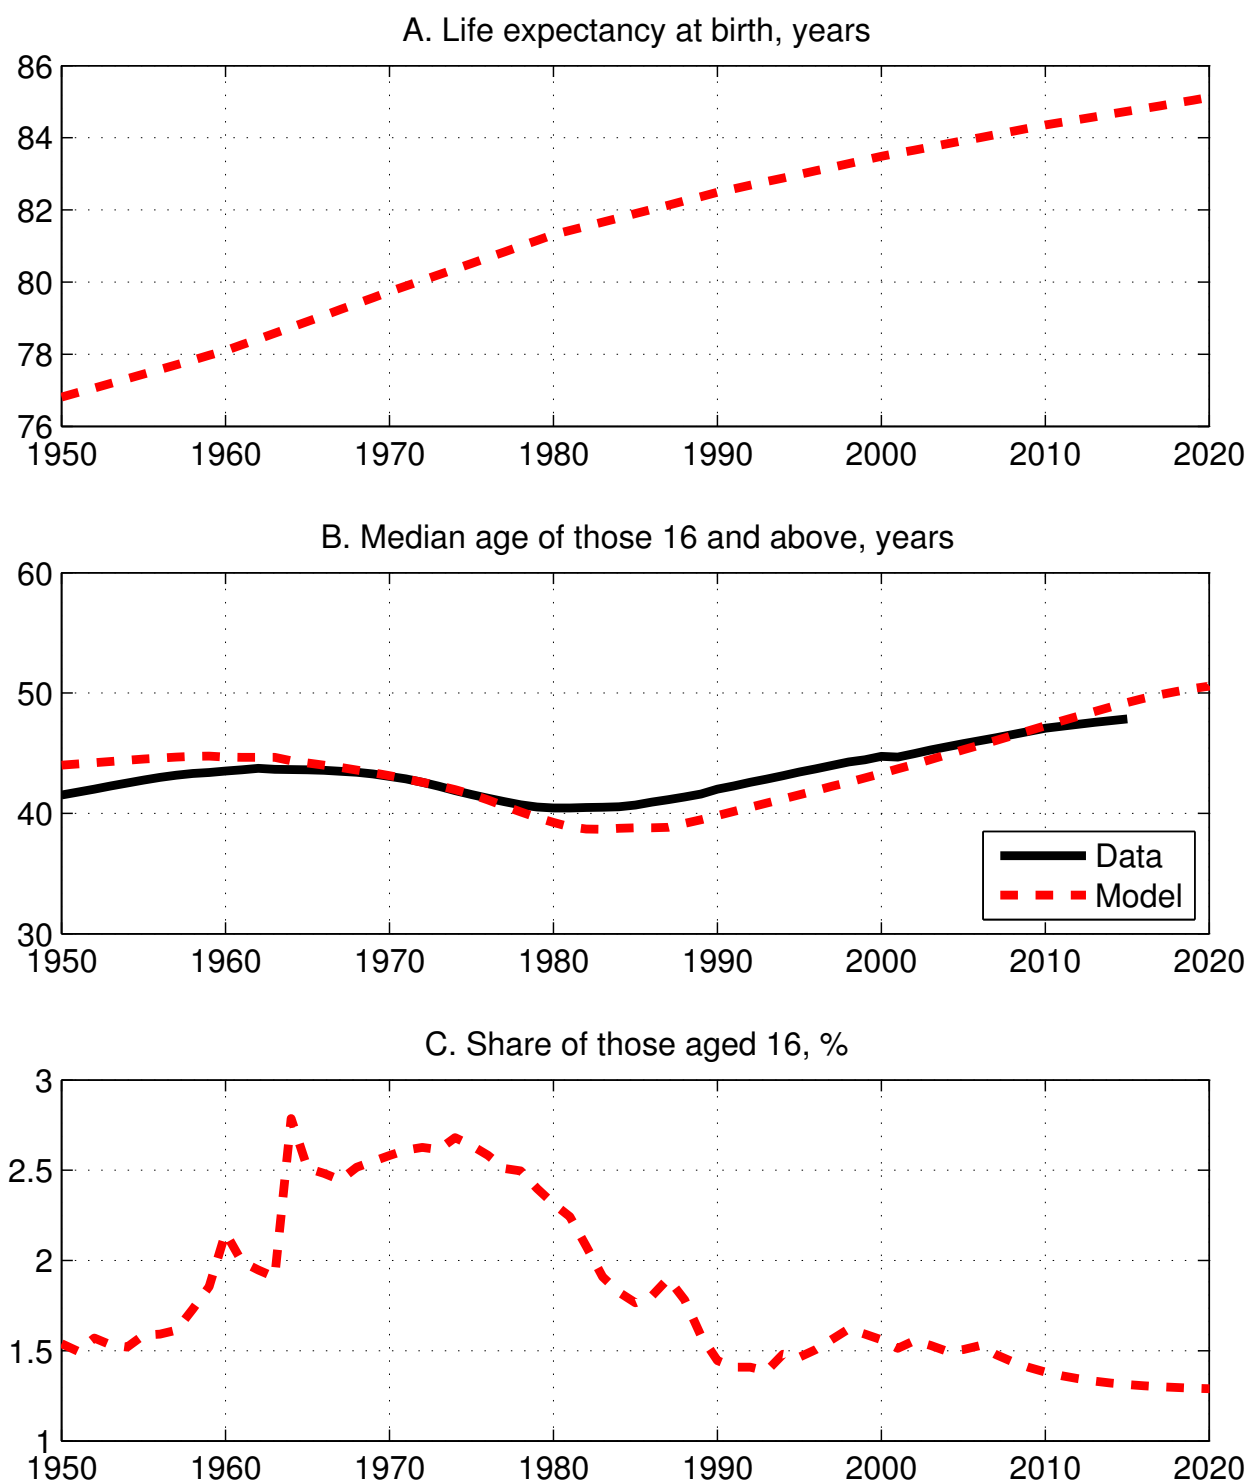 A. Life expectancy at birth, years
86
84
82
80
78
76
1950 1960 1970 1980 1990 2000 2010 2020
B. Median age of those 16 and above, years
60
50
40
30
Data
Model
1950 1960 1970 1980 1990 2000 2010 2020
C. Share of those aged 16, %
3
2.5
2
1.5
1
1950 1960 1970 1980 1990 2000 2010 2020